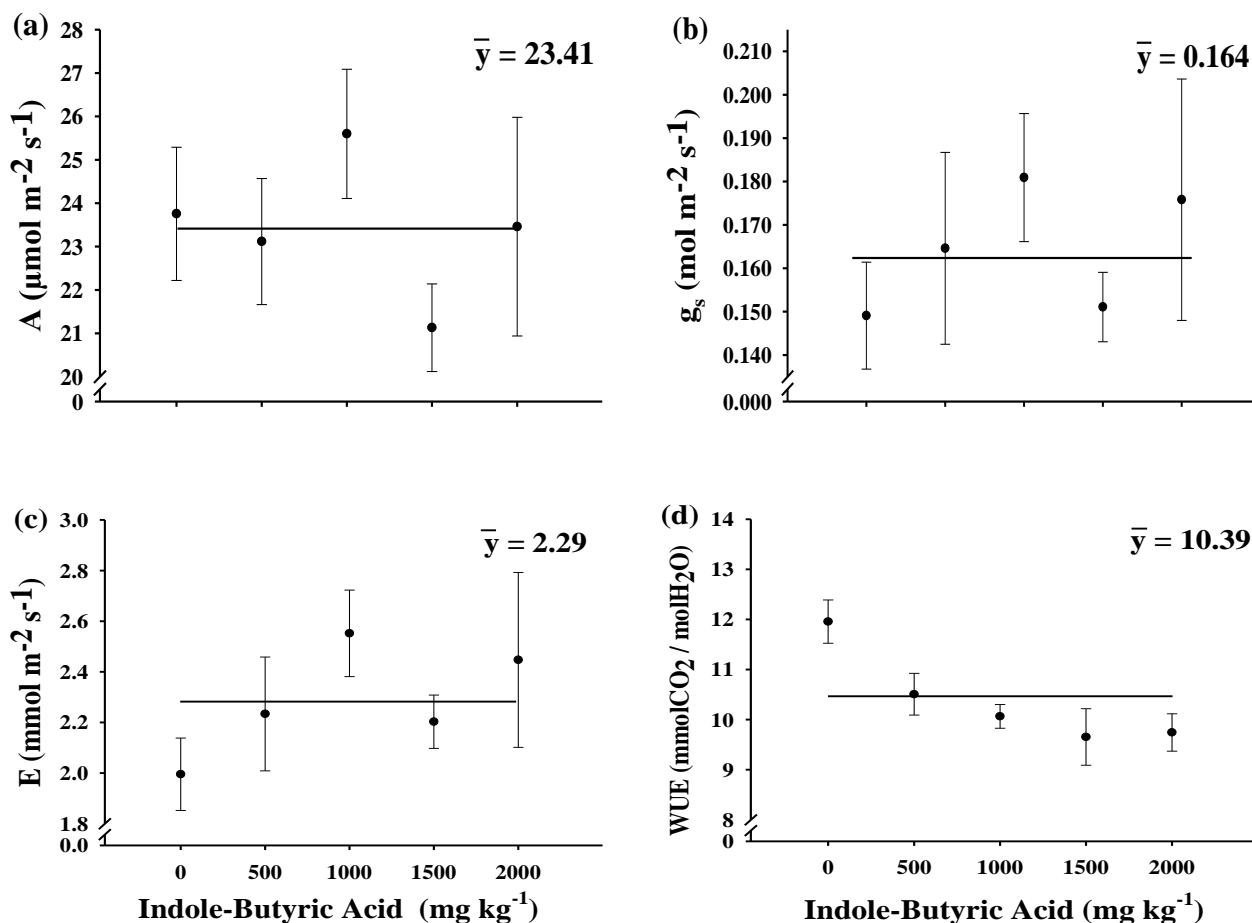 (a)
ȳ = 23.41
28
27
26
25
24
23
22
21
20
0
A (µmol m⁻² s⁻¹)
(b)
ȳ = 0.164
0.210
0.200
0.190
0.180
0.170
0.160
0.150
0.140
0.000
gₛ (mol m⁻² s⁻¹)
(c)
ȳ = 2.29
3.0
2.8
2.6
2.4
2.2
2.0
1.8
0.0
E (mmol m⁻² s⁻¹)
0 500 1000 1500 2000
Indole-Butyric Acid (mg kg⁻¹)
(d)
ȳ = 10.39
14
13
12
11
10
9
8
0
WUE (mmolCO₂ / molH₂O)
0 500 1000 1500 2000
Indole-Butyric Acid (mg kg⁻¹)